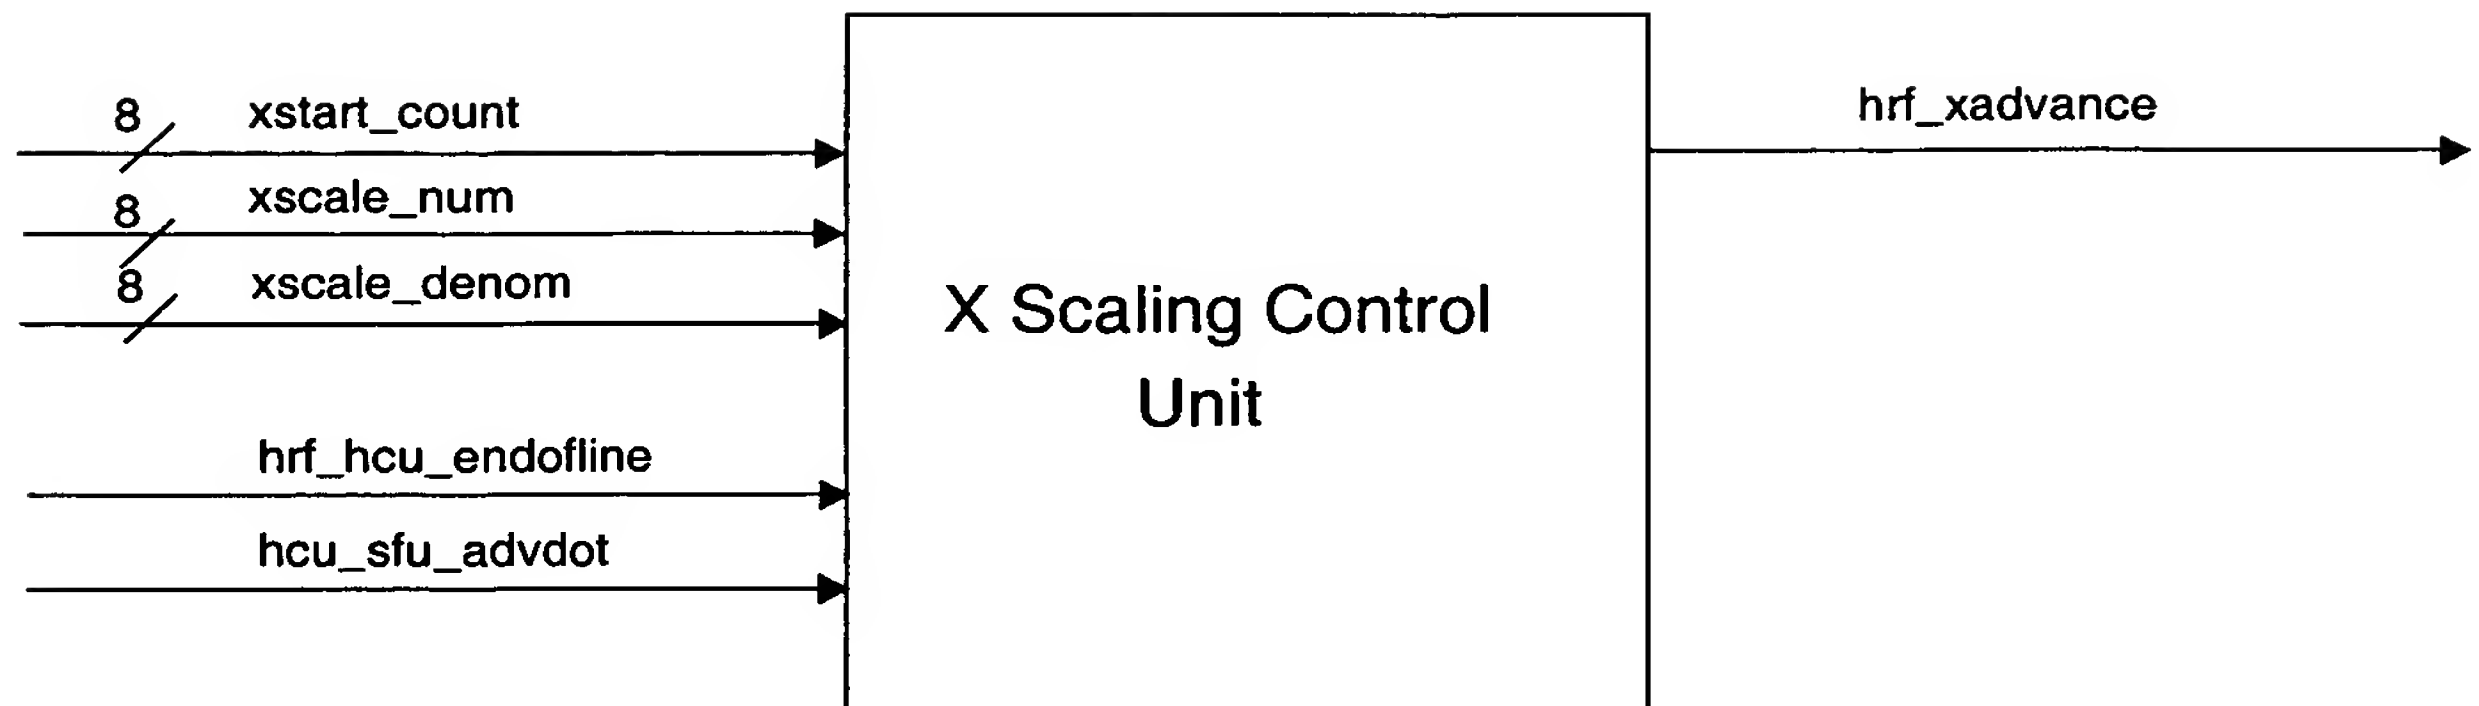 8 xstart_count
8 xscale_num
8 xscale_denom
hrf_hcu_endofline
hcu_sfu_advdot
X Scaling Control
Unit
hrf_xadvance